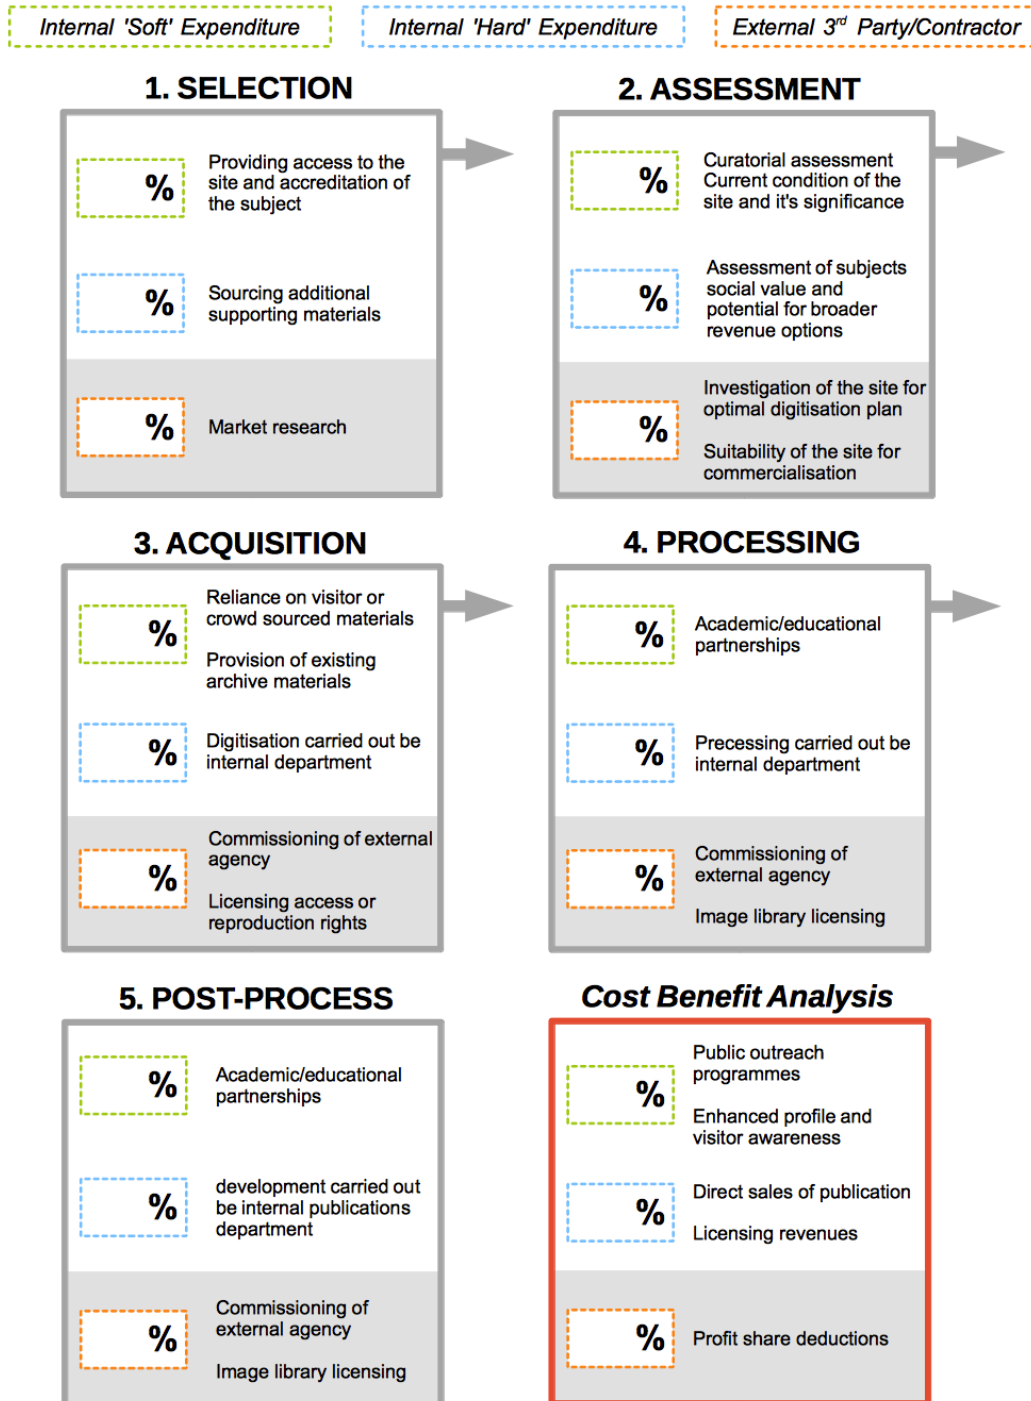 Internal 'Soft' Expenditure
Internal 'Hard' Expenditure
External 3rd Party/Contractor
1. SELECTION
%
Providing access to the
site and accreditation of
the subject
%
Sourcing additional
supporting materials
%
Market research
2. ASSESSMENT
%
Curatorial assessment
Current condition of the
site and it's significance
%
Assessment of subjects
social value and
potential for broader
revenue options
%
Investigation of the site for
optimal digitisation plan
Suitability of the site for
commercialisation
3. ACQUISITION
%
Reliance on visitor or
crowd sourced materials
Provision of existing
archive materials
%
Digitisation carried out be
internal department
%
Commissioning of external
agency
Licensing access or
reproduction rights
4. PROCESSING
%
Academic/educational
partnerships
%
Precessing carried out be
internal department
%
Commissioning of
external agency
Image library licensing
5. POST-PROCESS
%
Academic/educational
partnerships
%
development carried out
be internal publications
department
%
Commissioning of
external agency
Image library licensing
Cost Benefit Analysis
%
Public outreach
programmes
Enhanced profile and
visitor awareness
%
Direct sales of publication
Licensing revenues
%
Profit share deductions